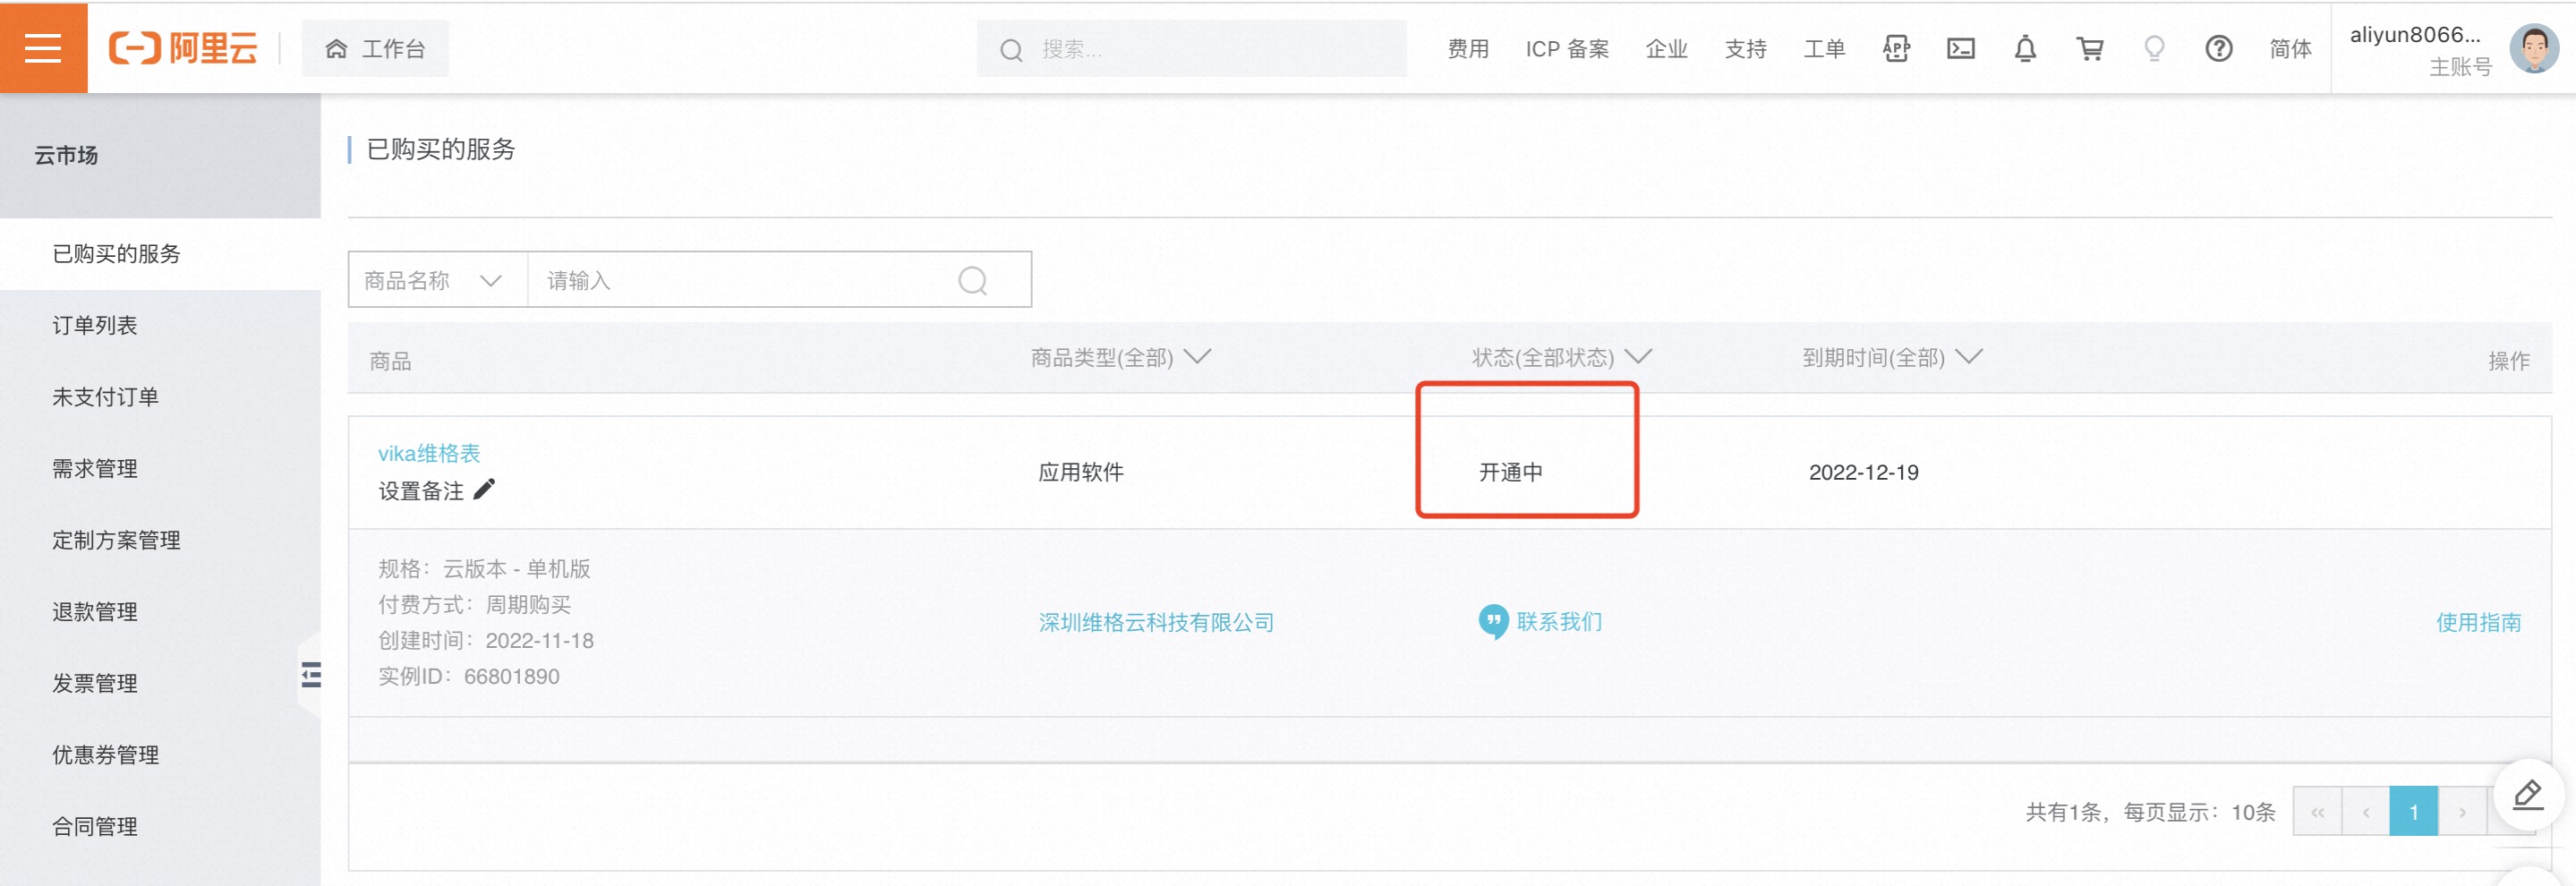 阿里云
工作台
搜索...
费用
ICP 备案
企业
支持
工单
APP
简体
aliyun8066...
主账号
云市场
已购买的服务
订单列表
未支付订单
需求管理
定制方案管理
退款管理
发票管理
优惠券管理
合同管理
已购买的服务
商品名称
请输入
商品
商品类型(全部)
状态(全部状态)
到期时间(全部)
操作
vika维格表
设置备注
应用软件
开通中
2022-12-19
规格：云版本 - 单机版
付费方式：周期购买
创建时间：2022-11-18
实例ID：66801890
深圳维格云科技有限公司
联系我们
使用指南
共有1条，每页显示：10条
«
‹
1
›